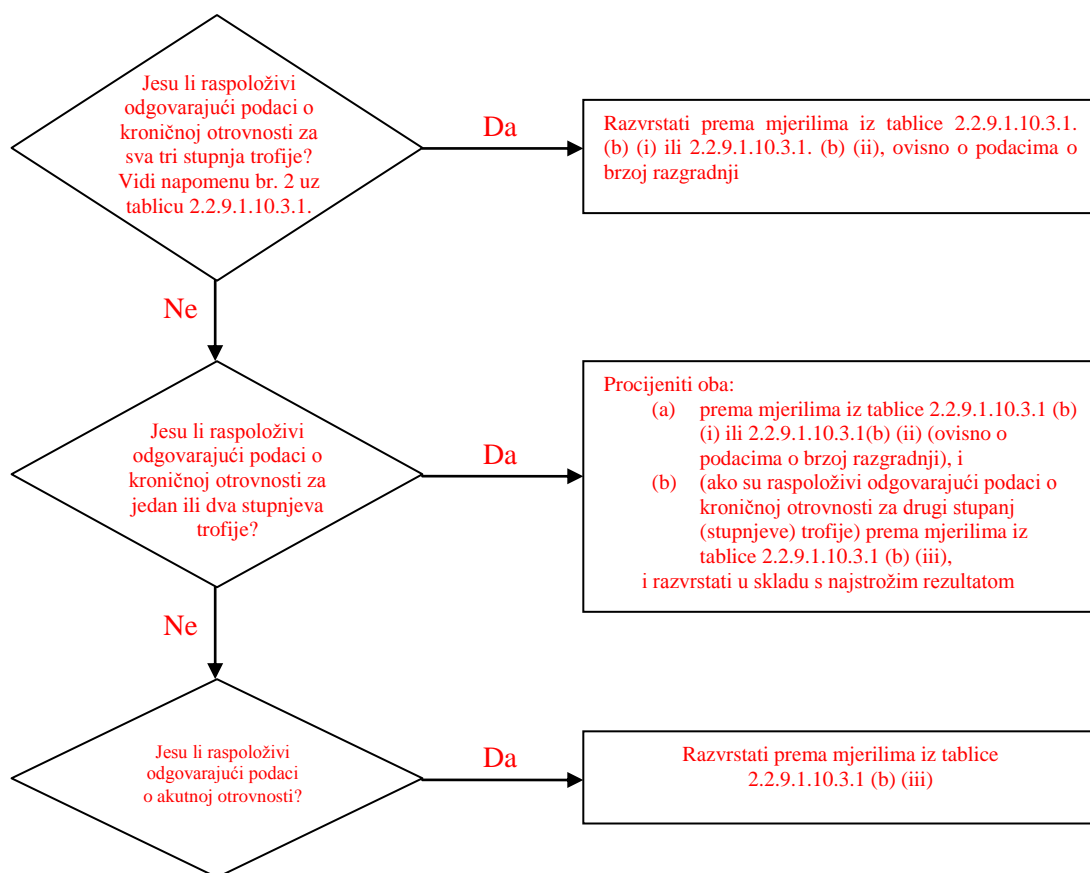 Jesu li raspoloživi
odgovarajući podaci o
kroničnoj otrovnosti za
sva tri stupnja trofije?
Vidi napomenu br. 2 uz
tablicu 2.2.9.1.10.3.1.
Da
Razvrstati prema mjerilima iz tablice 2.2.9.1.10.3.1.
(b) (i) ili 2.2.9.1.10.3.1. (b) (ii), ovisno o podacima o
brzoj razgradnji
Ne
Jesu li raspoloživi
odgovarajući podaci o
kroničnoj otrovnosti za
jedan ili dva stupnjeva
trofije?
Da
Procijeniti oba:
(a) prema mjerilima iz tablice 2.2.9.1.10.3.1 (b)
(i) ili 2.2.9.1.10.3.1(b) (ii) (ovisno o
podacima o brzoj razgradnji), i
(b) (ako su raspoloživi odgovarajući podaci o
kroničnoj otrovnosti za drugi stupanj
(stupnjeve) trofije) prema mjerilima iz
tablice 2.2.9.1.10.3.1 (b) (iii),
i razvrstati u skladu s najstrožim rezultatom
Ne
Jesu li raspoloživi
odgovarajući podaci
o akutnoj otrovnosti?
Da
Razvrstati prema mjerilima iz tablice
2.2.9.1.10.3.1 (b) (iii)